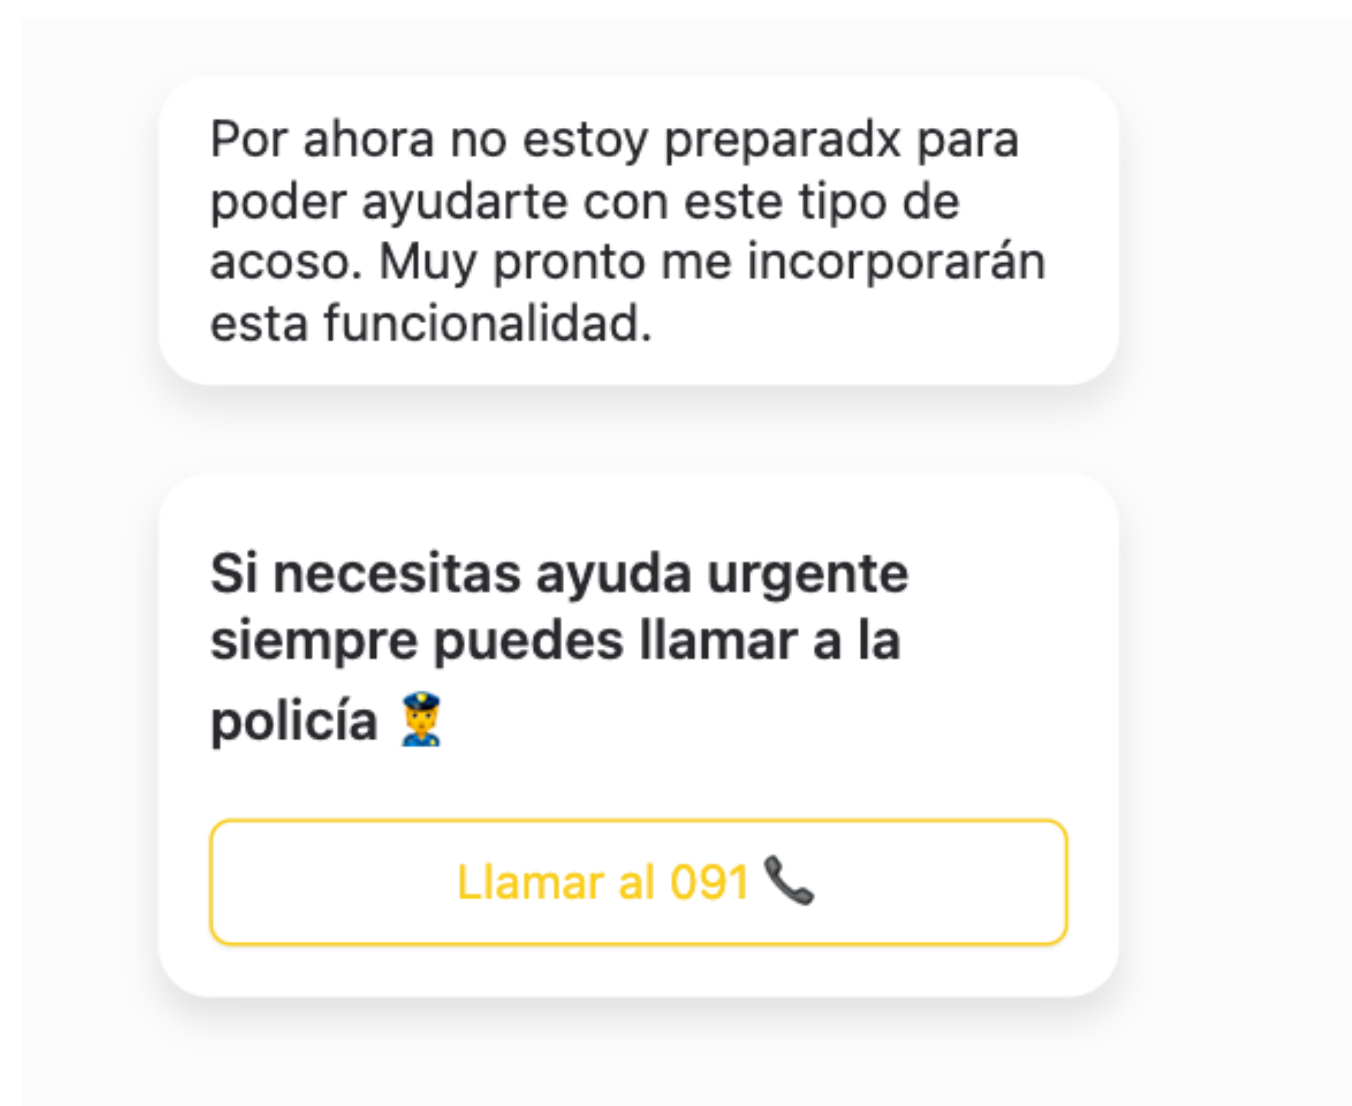 Por ahora no estoy preparadx para
poder ayudarte con este tipo de
acoso. Muy pronto me incorporarán
esta funcionalidad.
Si necesitas ayuda urgente
siempre puedes llamar a la
policía 👮
Llamar al 091 📞